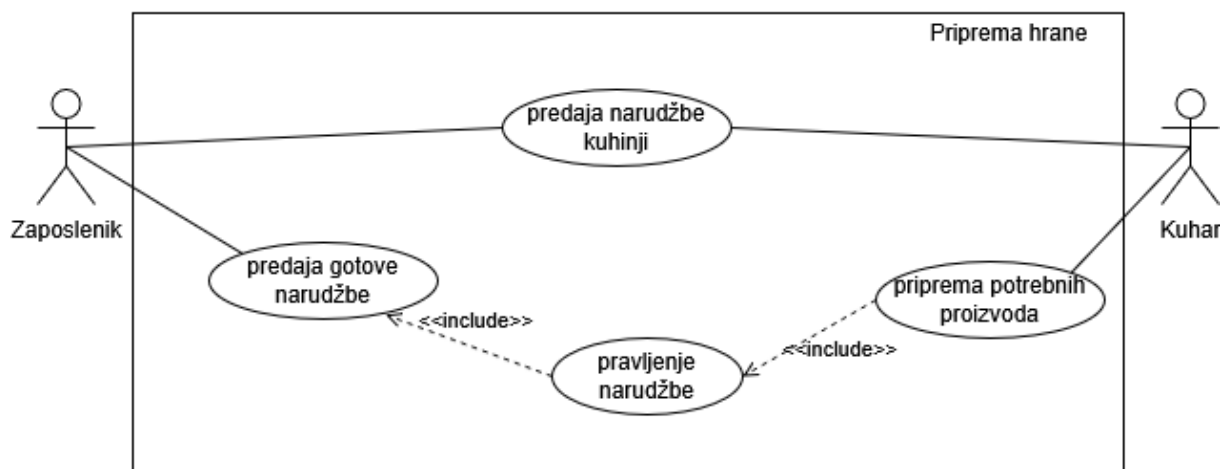 Priprema hrane
predaja narudžbe
kuhinji
Zaposlenik
Kuhar
predaja gotove
narudžbe
priprema potrebnih
proizvoda
<<include>>
<<include>>
pravljenje
narudžbe